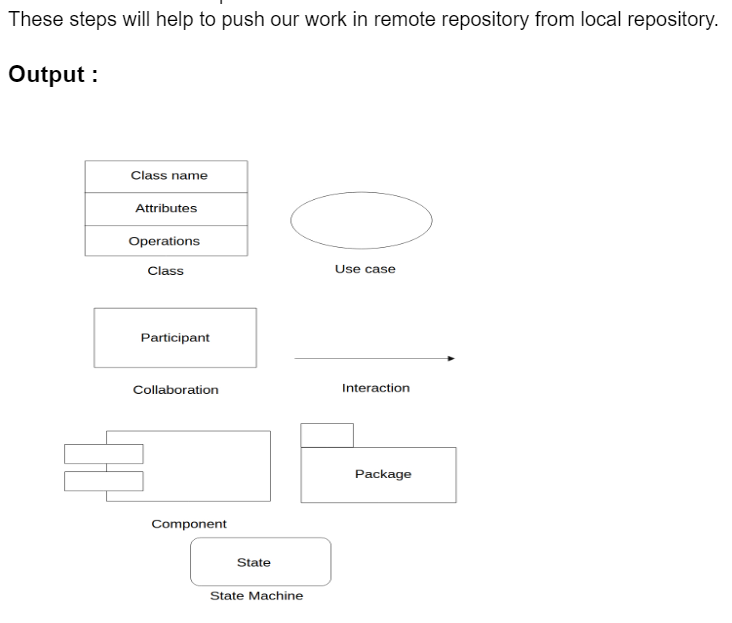 These steps will help to push our work in remote repository from local repository.
Output :
Class name
Attributes
Operations
Class
Use case
Participant
Collaboration
Interaction
Package
Component
State
State Machine